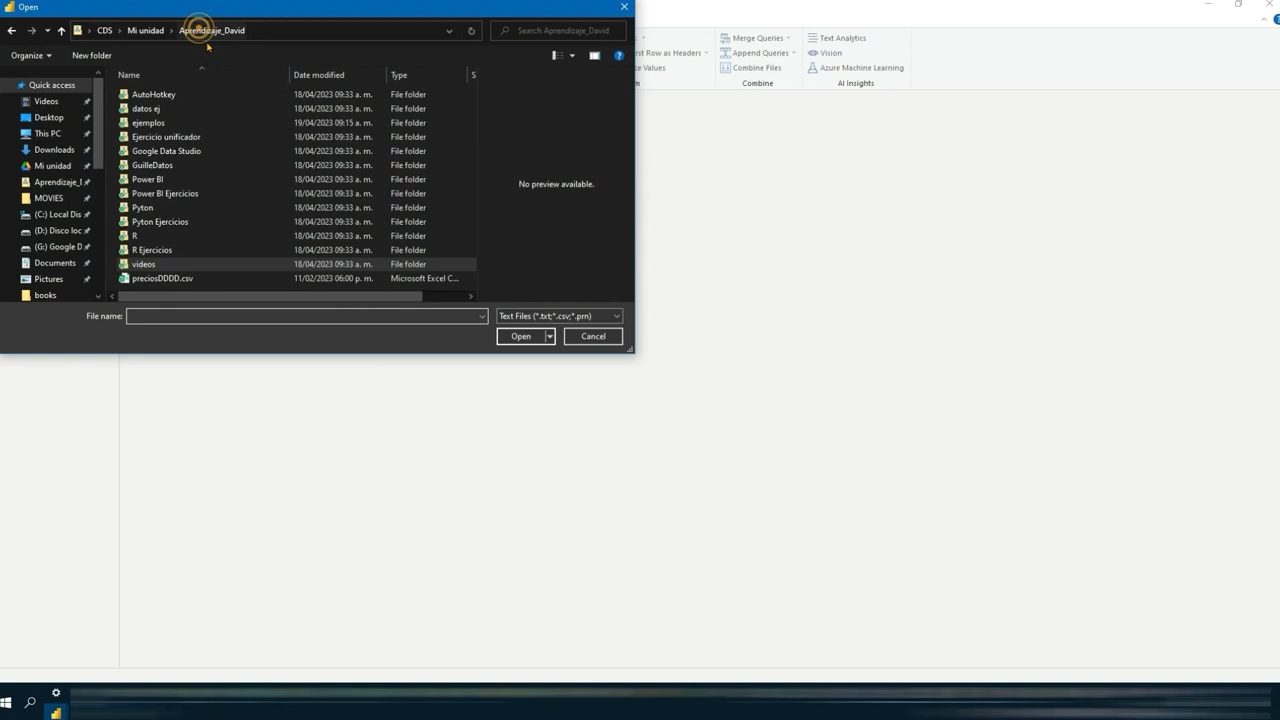 Open
CDS > Mi unidad > Aprendizaje_David
Search Aprendizaje_David
Organize
New folder
Name
Date modified
Type
S
Quick access
Videos
Desktop
This PC
Downloads
Mi unidad
Aprendizaje_I
MOVIES
(C:) Local Dis
(D:) Disco loc
(G:) Google D
Documents
Pictures
books
AutoHotkey 18/04/2023 09:33 a. m. File folder
datos ej 18/04/2023 09:33 a. m. File folder
ejemplos 19/04/2023 09:15 a. m. File folder
Ejercicio unificador 18/04/2023 09:33 a. m. File folder
Google Data Studio 18/04/2023 09:33 a. m. File folder
GuilleDatos 18/04/2023 09:33 a. m. File folder
Power BI 18/04/2023 09:33 a. m. File folder
Power BI Ejercicios 18/04/2023 09:33 a. m. File folder
Pyton 18/04/2023 09:33 a. m. File folder
Pyton Ejercicios 18/04/2023 09:33 a. m. File folder
R 18/04/2023 09:33 a. m. File folder
R Ejercicios 18/04/2023 09:33 a. m. File folder
videos 18/04/2023 09:33 a. m. File folder
preciosDDDD.csv 11/02/2023 06:00 p. m. Microsoft Excel C...
No preview available.
File name:
Text Files (*.txt;*.csv;*.prn)
Open
Cancel
irst Row as Headers
e Values
m
Merge Queries
Append Queries
Combine Files
Combine
Text Analytics
Vision
Azure Machine Learning
AI Insights